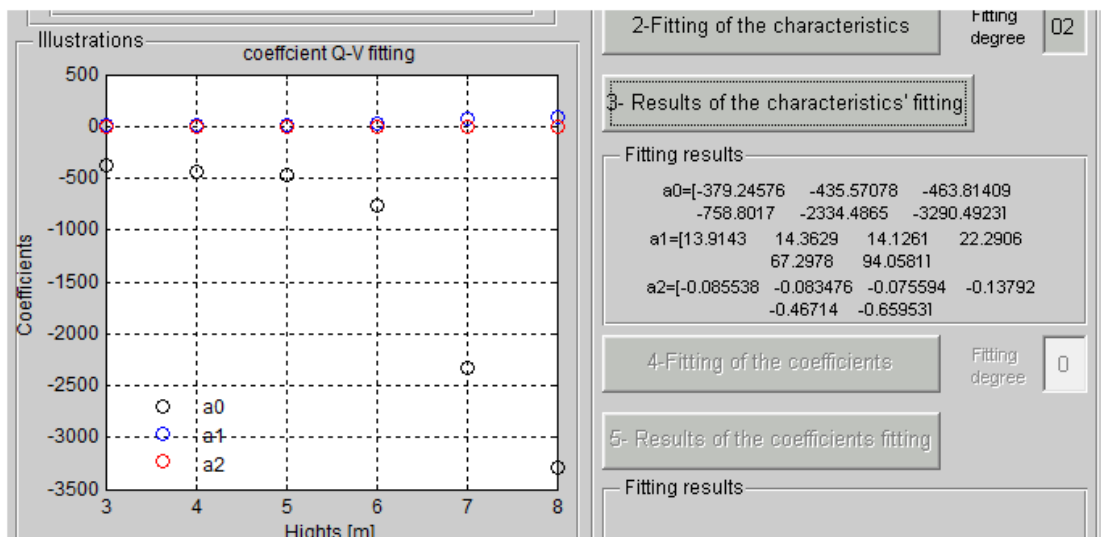 Illustrations
coeffcient Q-V fitting
500
0
-500
-1000
-1500
-2000
-2500
-3000
-3500
Coefficients
a0
a1
a2
3 4 5 6 7 8
Hights [m]
2-Fitting of the characteristics
Fitting
degree
02
3- Results of the characteristics' fitting
Fitting results
a0=[-379.24576 -435.57078 -463.81409
-758.8017 -2334.4865 -3290.4923]
a1=[13.9143 14.3629 14.1261 22.2906
67.2978 94.0581]
a2=[-0.085538 -0.083476 -0.075594 -0.13792
-0.46714 -0.65953]
4-Fitting of the coefficients
Fitting
degree
0
5- Results of the coefficients fitting
Fitting results